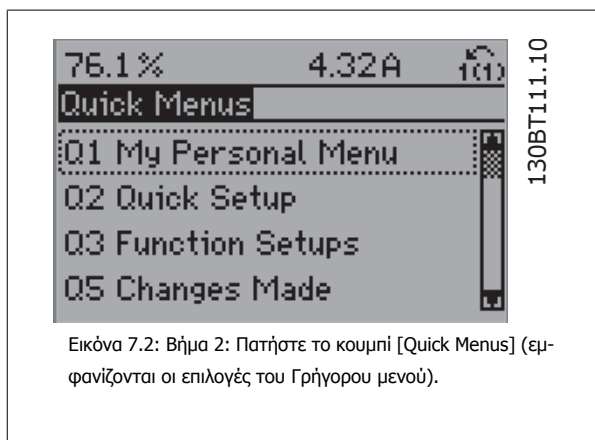 76.1% 4.32A 1(1)
Quick Menus
Q1 My Personal Menu
Q2 Quick Setup
Q3 Function Setups
Q5 Changes Made
130BT111.10
Εικόνα 7.2: Βήμα 2: Πατήστε το κουμπί [Quick Menus] (εμ-
φανίζονται οι επιλογές του Γρήγορου μενού).